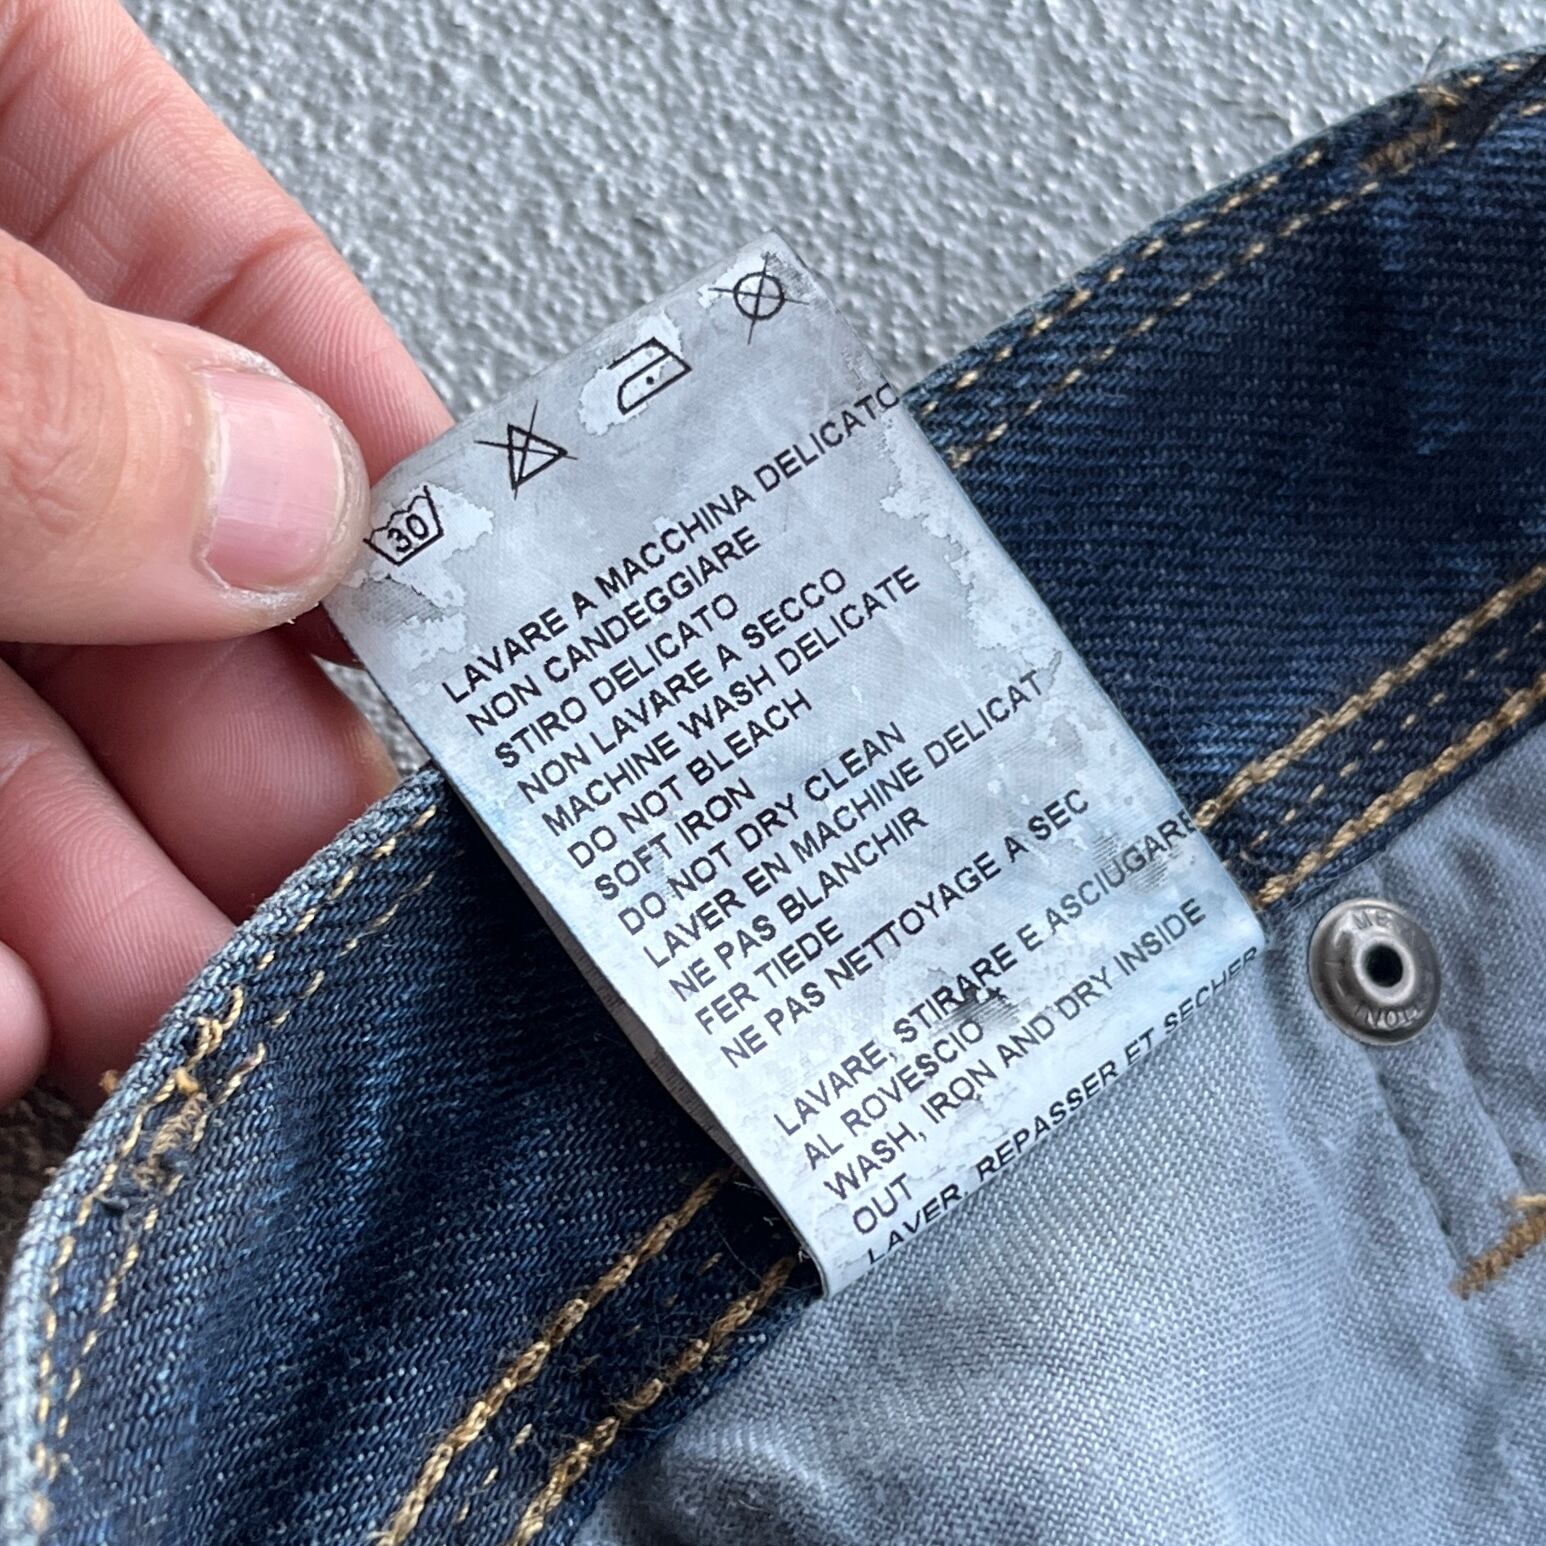 30
LAVARE A MACCHINA DELICATO
NON CANDEGGIARE
STIRO DELICATO
NON LAVARE A SECCO
MACHINE WASH DELICATE
DO NOT BLEACH
SOFT IRON
DO NOT DRY CLEAN
LAVER EN MACHINE DELICAT
NE PAS BLANCHIR
FER TIEDE
NE PAS NETTOYAGE A SEC
LAVARE, STIRARE E ASCIUGARE
AL ROVESCIO
WASH, IRON AND DRY INSIDE
OUT
LAVER, REPASSER ET SECHER